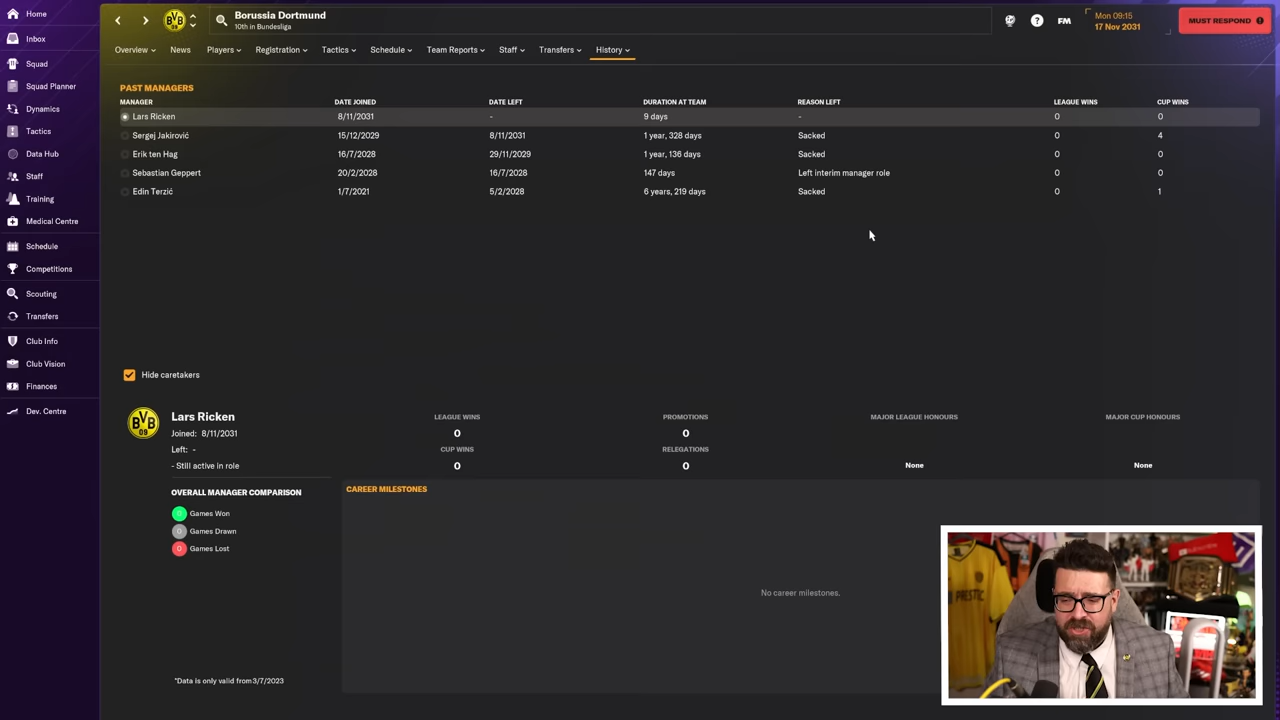 Home
Inbox
Squad
Squad Planner
Dynamics
Tactics
Data Hub
Staff
Training
Medical Centre
Schedule
Competitions
Scouting
Transfers
Club Info
Club Vision
Finances
Dev. Centre
Borussia Dortmund
10th in Bundesliga
FM
Mon 09:15
17 Nov 2031
MUST RESPOND
Overview News Players Registration Tactics Schedule Team Reports Staff Transfers History
PAST MANAGERS
MANAGER DATE JOINED DATE LEFT DURATION AT TEAM REASON LEFT LEAGUE WINS CUP WINS
Lars Ricken 8/11/2031 - 9 days - 0 0
Sergej Jakirović 15/12/2029 8/11/2031 1 year, 328 days Sacked 0 4
Erik ten Hag 16/7/2028 29/11/2029 1 year, 136 days Sacked 0 0
Sebastian Geppert 20/2/2028 16/7/2028 147 days Left interim manager role 0 0
Edin Terzić 1/7/2021 5/2/2028 6 years, 219 days Sacked 0 1
Hide caretakers
BVB
09
Lars Ricken
Joined: 8/11/2031
Left: -
- Still active in role
LEAGUE WINS PROMOTIONS MAJOR LEAGUE HONOURS MAJOR CUP HONOURS
0 0
CUP WINS RELEGATIONS
0 0 None None
OVERALL MANAGER COMPARISON
0 Games Won
0 Games Drawn
0 Games Lost
CAREER MILESTONES
No career milestones.
*Data is only valid from3/7/2023
PRESTIC